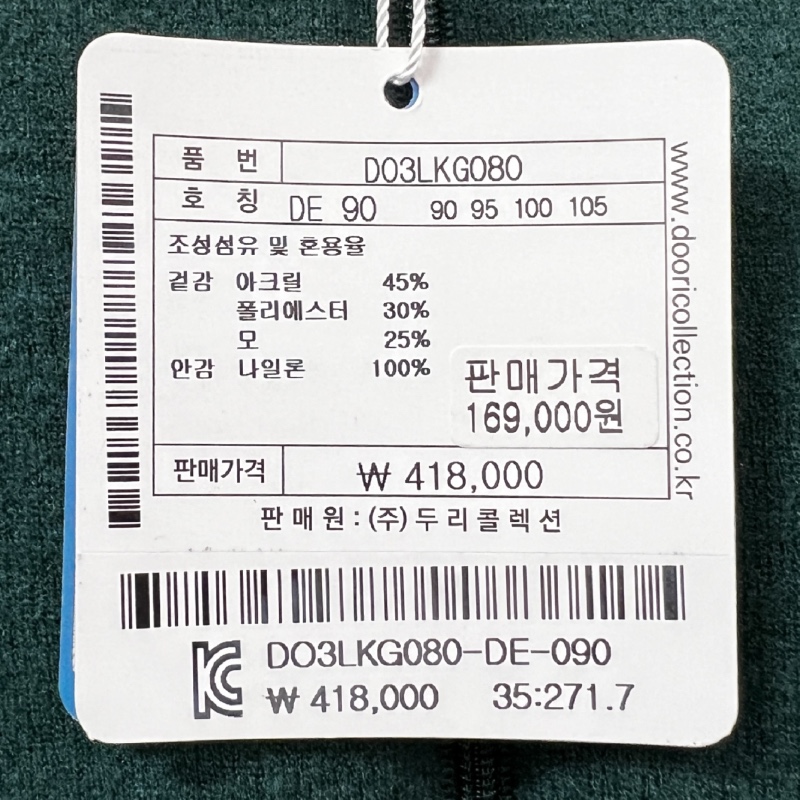 품 번 DO3LKG080
호 칭 DE 90 90 95 100 105
조성섬유 및 혼용율
겉감 아크릴 45%
폴리에스터 30%
모 25%
안감 나일론 100%
판매가격
169,000원
판매가격 ₩ 418,000
판매원:(주)두리콜렉션
www.dooricollection.co.kr
DO3LKG080-DE-090
₩ 418,000 35:271.7